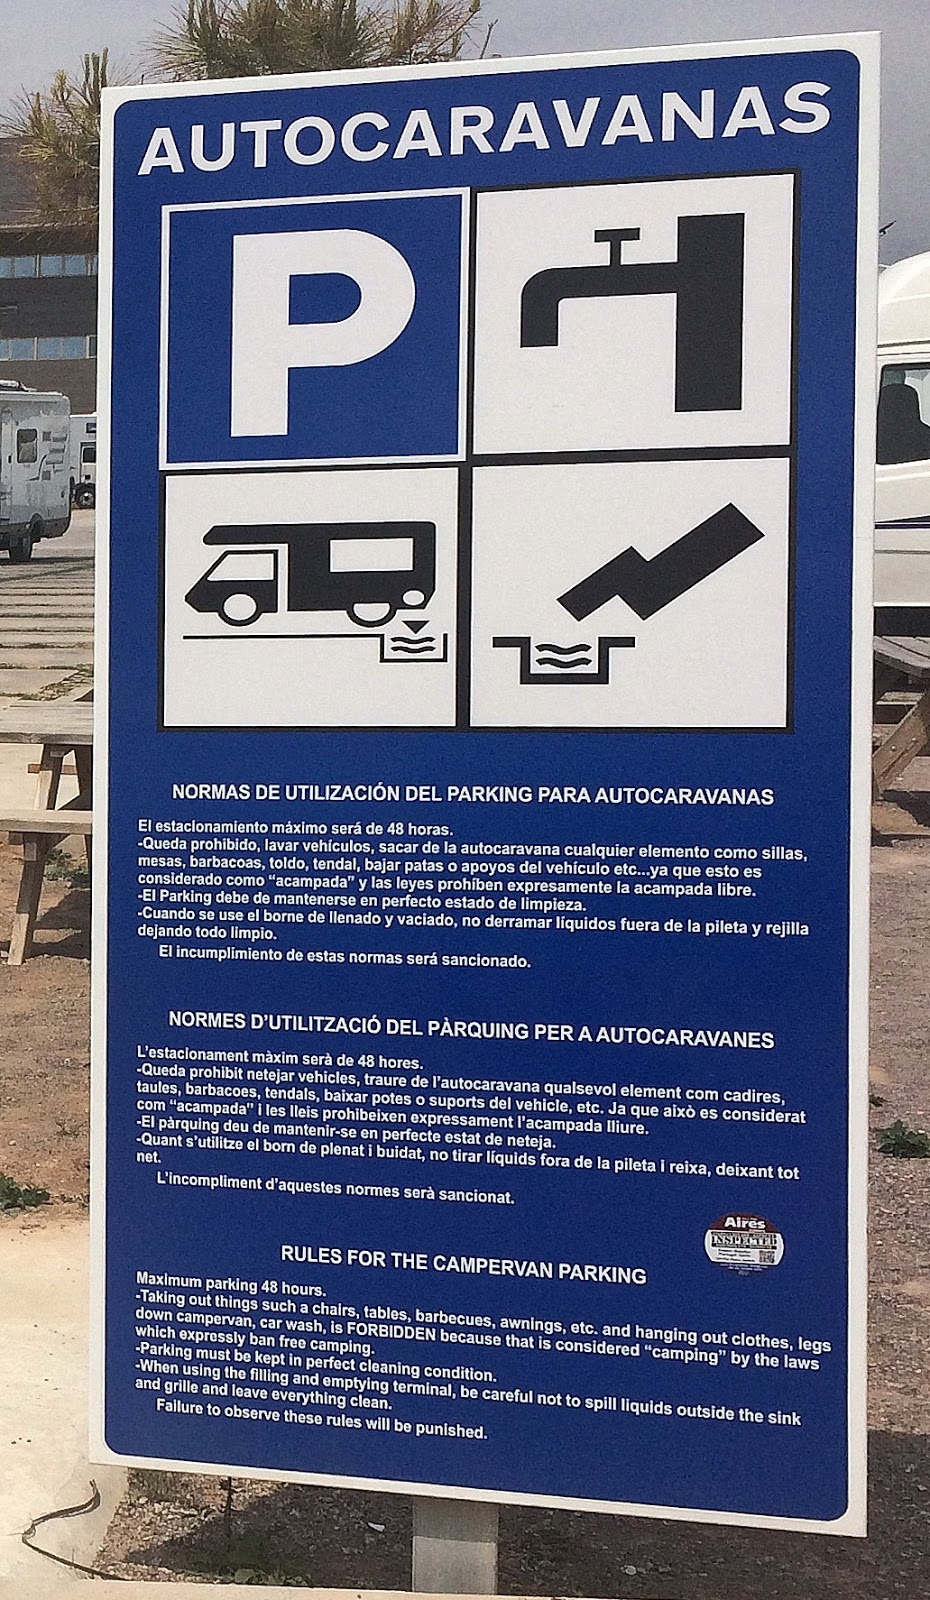 AUTOCARAVANAS
P
NORMAS DE UTILIZACIÓN DEL PARKING PARA AUTOCARAVANAS
El estacionamiento máximo será de 48 horas.
-Queda prohibido, lavar vehículos, sacar de la autocaravana cualquier elemento como sillas,
mesas, barbacoas, toldo, tendal, bajar patas o apoyos del vehículo etc...ya que esto es
considerado como “acampada” y las leyes prohíben expresamente la acampada libre.
-El Parking debe de mantenerse en perfecto estado de limpieza.
-Cuando se use el borne de llenado y vaciado, no derramar líquidos fuera de la pileta y rejilla
dejando todo limpio.
El incumplimiento de estas normas será sancionado.
NORMES D’UTILITZACIÓ DEL PÀRQUING PER A AUTOCARAVANES
L’estacionament màxim serà de 48 hores.
-Queda prohibit netejar vehicles, traure de l’autocaravana qualsevol element com cadires,
taules, barbacoes, tendals, baixar potes o suports del vehicle, etc. Ja que això es considerat
com “acampada” i les lleis prohibeixen expressament l’acampada lliure.
-El pàrquing deu de mantenir-se en perfecte estat de neteja.
-Quant s’utilitze el born de plenat i buidat, no tirar líquids fora de la pileta i reixa, deixant tot
net.
L’incompliment d’aquestes normes serà sancionat.
Aires
INSPECTED
RULES FOR THE CAMPERVAN PARKING
Maximum parking 48 hours.
-Taking out things such a chairs, tables, barbecues, awnings, etc. and hanging out clothes, legs
down campervan, car wash, is FORBIDDEN because that is considered “camping” by the laws
which expressly ban free camping.
-Parking must be kept in perfect cleaning condition.
-When using the filling and emptying terminal, be careful not to spill liquids outside the sink
and grille and leave everything clean.
Failure to observe these rules will be punished.